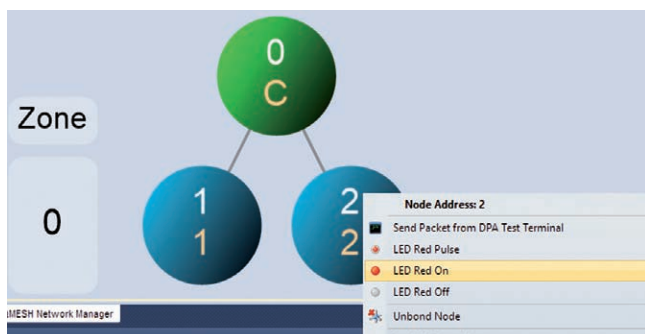 0
C
Zone
0
1
1
2
2
Node Address: 2
Send Packet from DPA Test Terminal
LED Red Pulse
LED Red On
LED Red Off
Unbond Node
MESH Network Manager